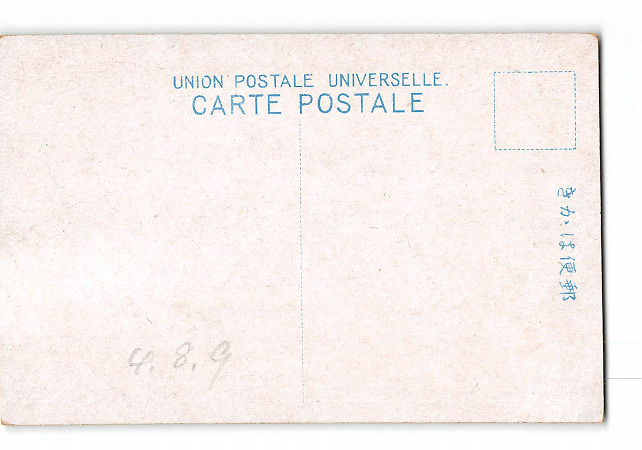 UNION POSTALE UNIVERSELLE.
CARTE POSTALE
きかは便郵
4.8.9